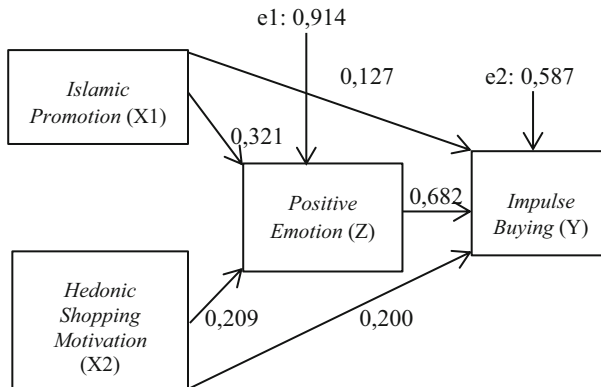 e1: 0,914
0,127
e2: 0,587
Islamic
Promotion (X1)
0,321
Positive
Emotion (Z)
0,682
Impulse
Buying (Y)
Hedonic
Shopping
Motivation
(X2)
0,209
0,200